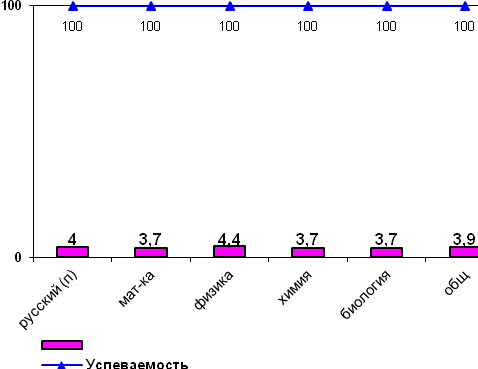 100
100 100 100 100 100 100
4 3,7 4,4 3,7 3,7 3,9
0
русский (п) мат-ка физика химия биология общ
Успеваемость